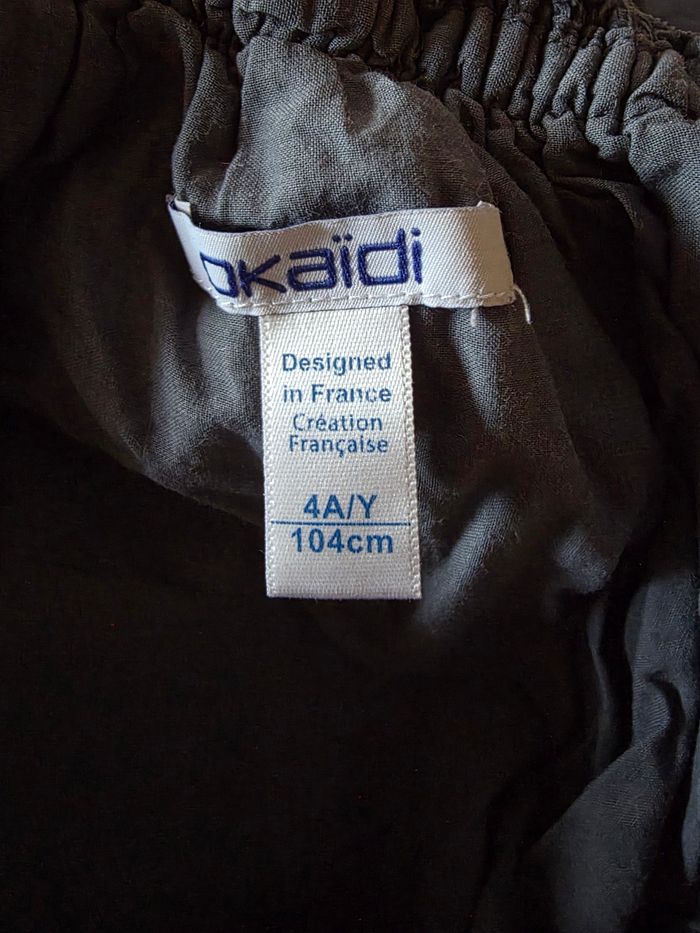 okaïdi
Designed
in France
Création
Française
4A/Y
104cm